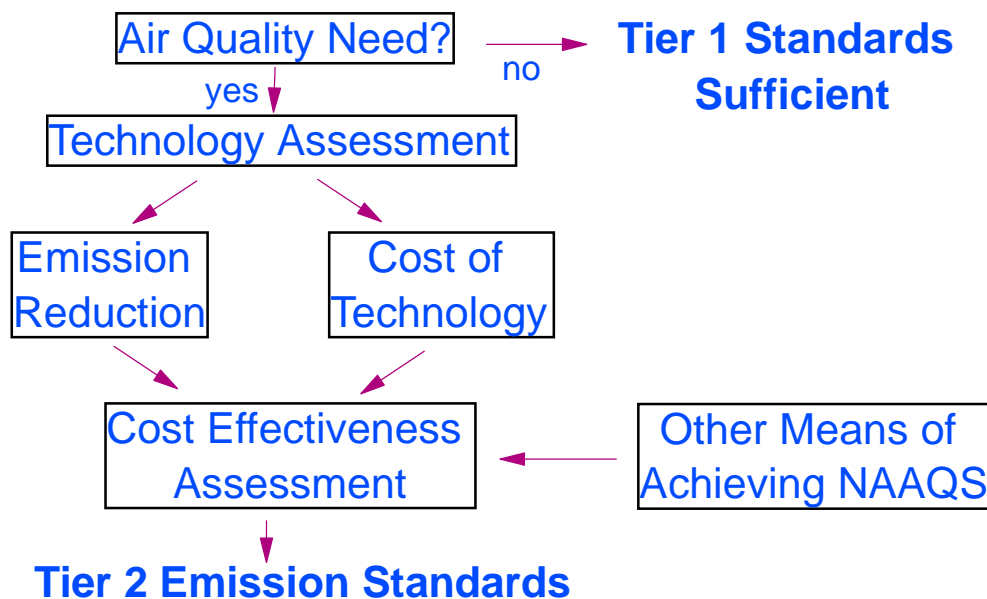 Air Quality Need?
Tier 1 Standards
Sufficient
no
yes
Technology Assessment
Emission
Reduction
Cost of
Technology
Cost Effectiveness
Assessment
Other Means of
Achieving NAAQS
Tier 2 Emission Standards